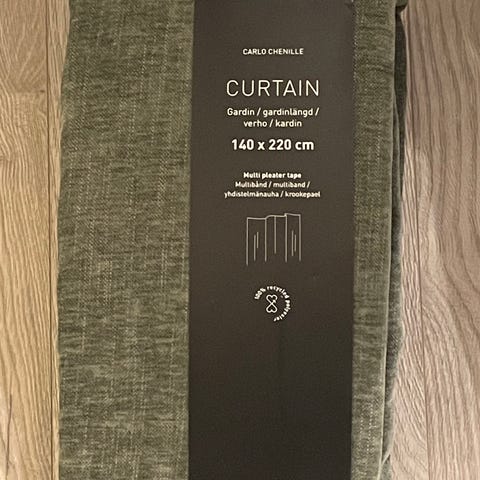 CARLO CHENILLE
CURTAIN
Gardin / gardinlängd /
verho / kardin
140 x 220 cm
Multi pleater tape
Multibånd / multiband /
yhdistelmänauha / krookepael
100% recycled polyester